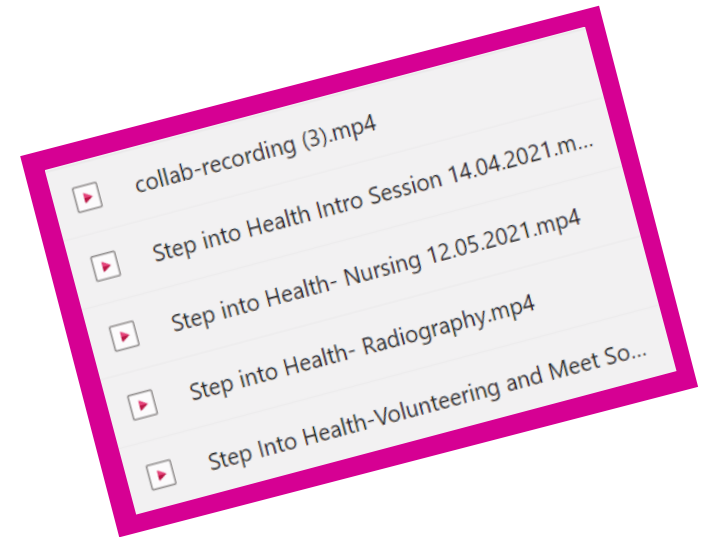 collab-recording (3).mp4
Step into Health Intro Session 14.04.2021.m...
Step into Health- Nursing 12.05.2021.mp4
Step into Health- Radiography.mp4
Step Into Health-Volunteering and Meet So...